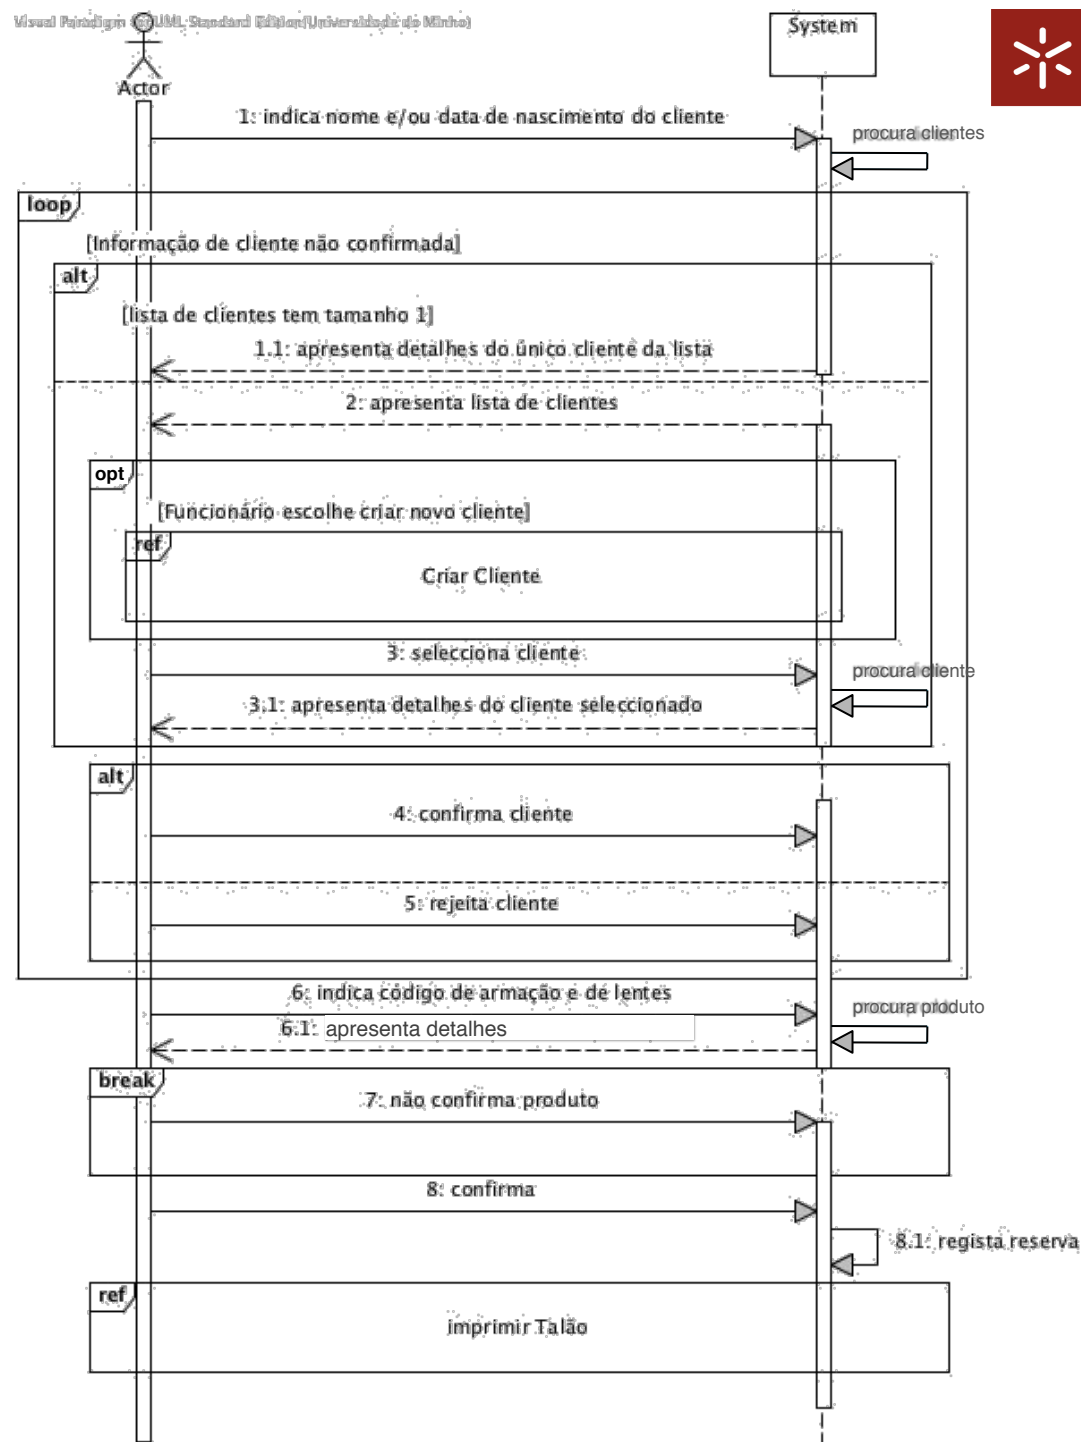 Visual Paradigm for UML Standard Edition(Universidade do Minho)
System
Actor
1: indica nome e/ou data de nascimento do cliente
procura clientes
loop
[Informação de cliente não confirmada]
alt
[lista de clientes tem tamanho 1]
1.1: apresenta detalhes do único cliente da lista
2: apresenta lista de clientes
opt
[Funcionário escolhe criar novo cliente]
ref
Criar Cliente
3: selecciona cliente
procura cliente
3.1: apresenta detalhes do cliente seleccionado
alt
4: confirma cliente
5: rejeita cliente
6: indica código de armação e de lentes
procura produto
6.1: apresenta detalhes
break
7: não confirma produto
8: confirma
8.1: regista reserva
ref
imprimir Talão